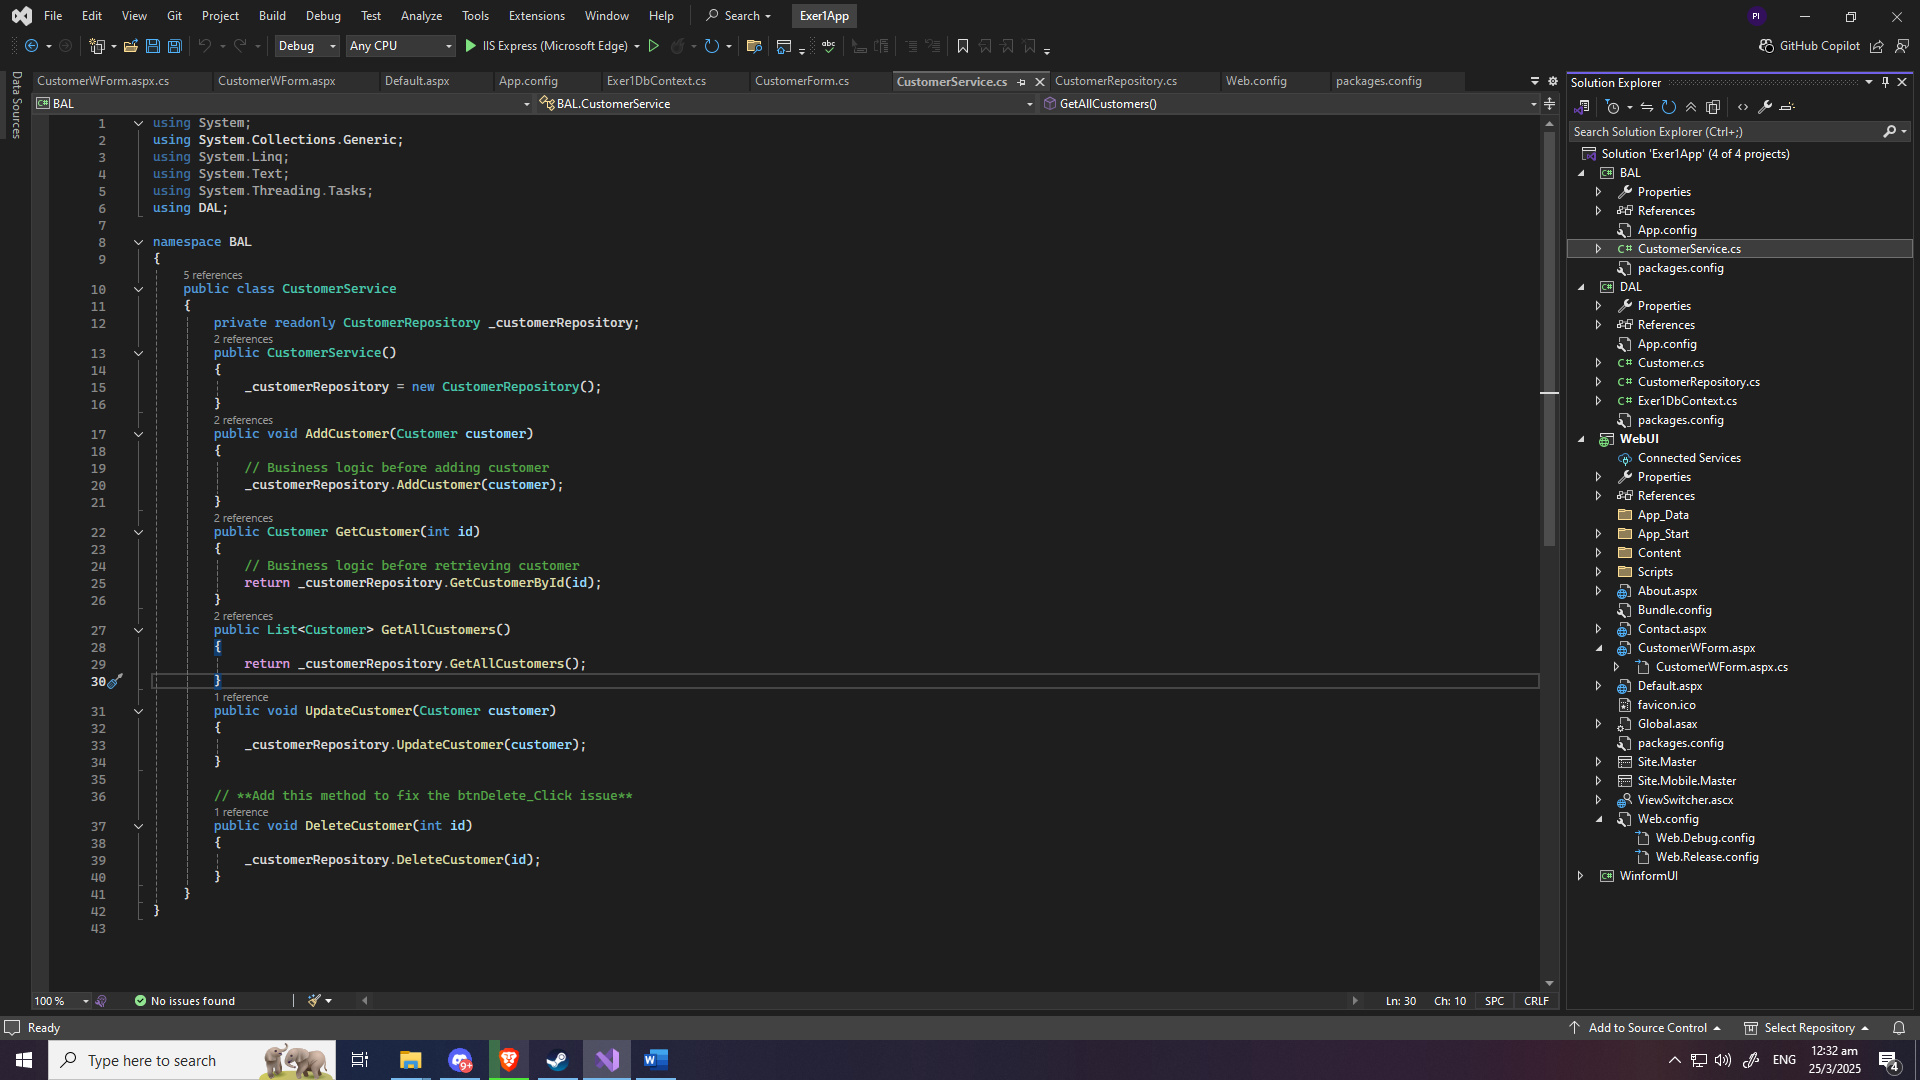 File Edit View Git Project Build Debug Test Analyze Tools Extensions Window Help Search Exer1App PI
Debug Any CPU IIS Express (Microsoft Edge) GitHub Copilot
Data Sources
CustomerWForm.aspx.cs CustomerWForm.aspx Default.aspx App.config Exer1DbContext.cs CustomerForm.cs CustomerService.cs CustomerRepository.cs Web.config packages.config
BAL BAL.CustomerService GetAllCustomers()
1 using System;
2 using System.Collections.Generic;
3 using System.Linq;
4 using System.Text;
5 using System.Threading.Tasks;
6 using DAL;
7
8 namespace BAL
9 {
5 references
10 public class CustomerService
11 {
12 private readonly CustomerRepository _customerRepository;
2 references
13 public CustomerService()
14 {
15 _customerRepository = new CustomerRepository();
16 }
2 references
17 public void AddCustomer(Customer customer)
18 {
19 // Business logic before adding customer
20 _customerRepository.AddCustomer(customer);
21 }
2 references
22 public Customer GetCustomer(int id)
23 {
24 // Business logic before retrieving customer
25 return _customerRepository.GetCustomerById(id);
26 }
2 references
27 public List<Customer> GetAllCustomers()
28 {
29 return _customerRepository.GetAllCustomers();
30 }
1 reference
31 public void UpdateCustomer(Customer customer)
32 {
33 _customerRepository.UpdateCustomer(customer);
34 }
35
36 // **Add this method to fix the btnDelete_Click issue**
1 reference
37 public void DeleteCustomer(int id)
38 {
39 _customerRepository.DeleteCustomer(id);
40 }
41 }
42 }
43
100 % No issues found Ln: 30 Ch: 10 SPC CRLF
Solution Explorer
Search Solution Explorer (Ctrl+;)
Solution 'Exer1App' (4 of 4 projects)
C# BAL
Properties
References
App.config
C# CustomerService.cs
packages.config
C# DAL
Properties
References
App.config
C# Customer.cs
C# CustomerRepository.cs
C# Exer1DbContext.cs
packages.config
WebUI
Connected Services
Properties
References
App_Data
App_Start
Content
Scripts
About.aspx
Bundle.config
Contact.aspx
CustomerWForm.aspx
CustomerWForm.aspx.cs
Default.aspx
favicon.ico
Global.asax
packages.config
Site.Master
Site.Mobile.Master
ViewSwitcher.ascx
Web.config
Web.Debug.config
Web.Release.config
C# WinformUI
Ready Add to Source Control Select Repository
Type here to search 9+ ENG 12:32 am
25/3/2025 4